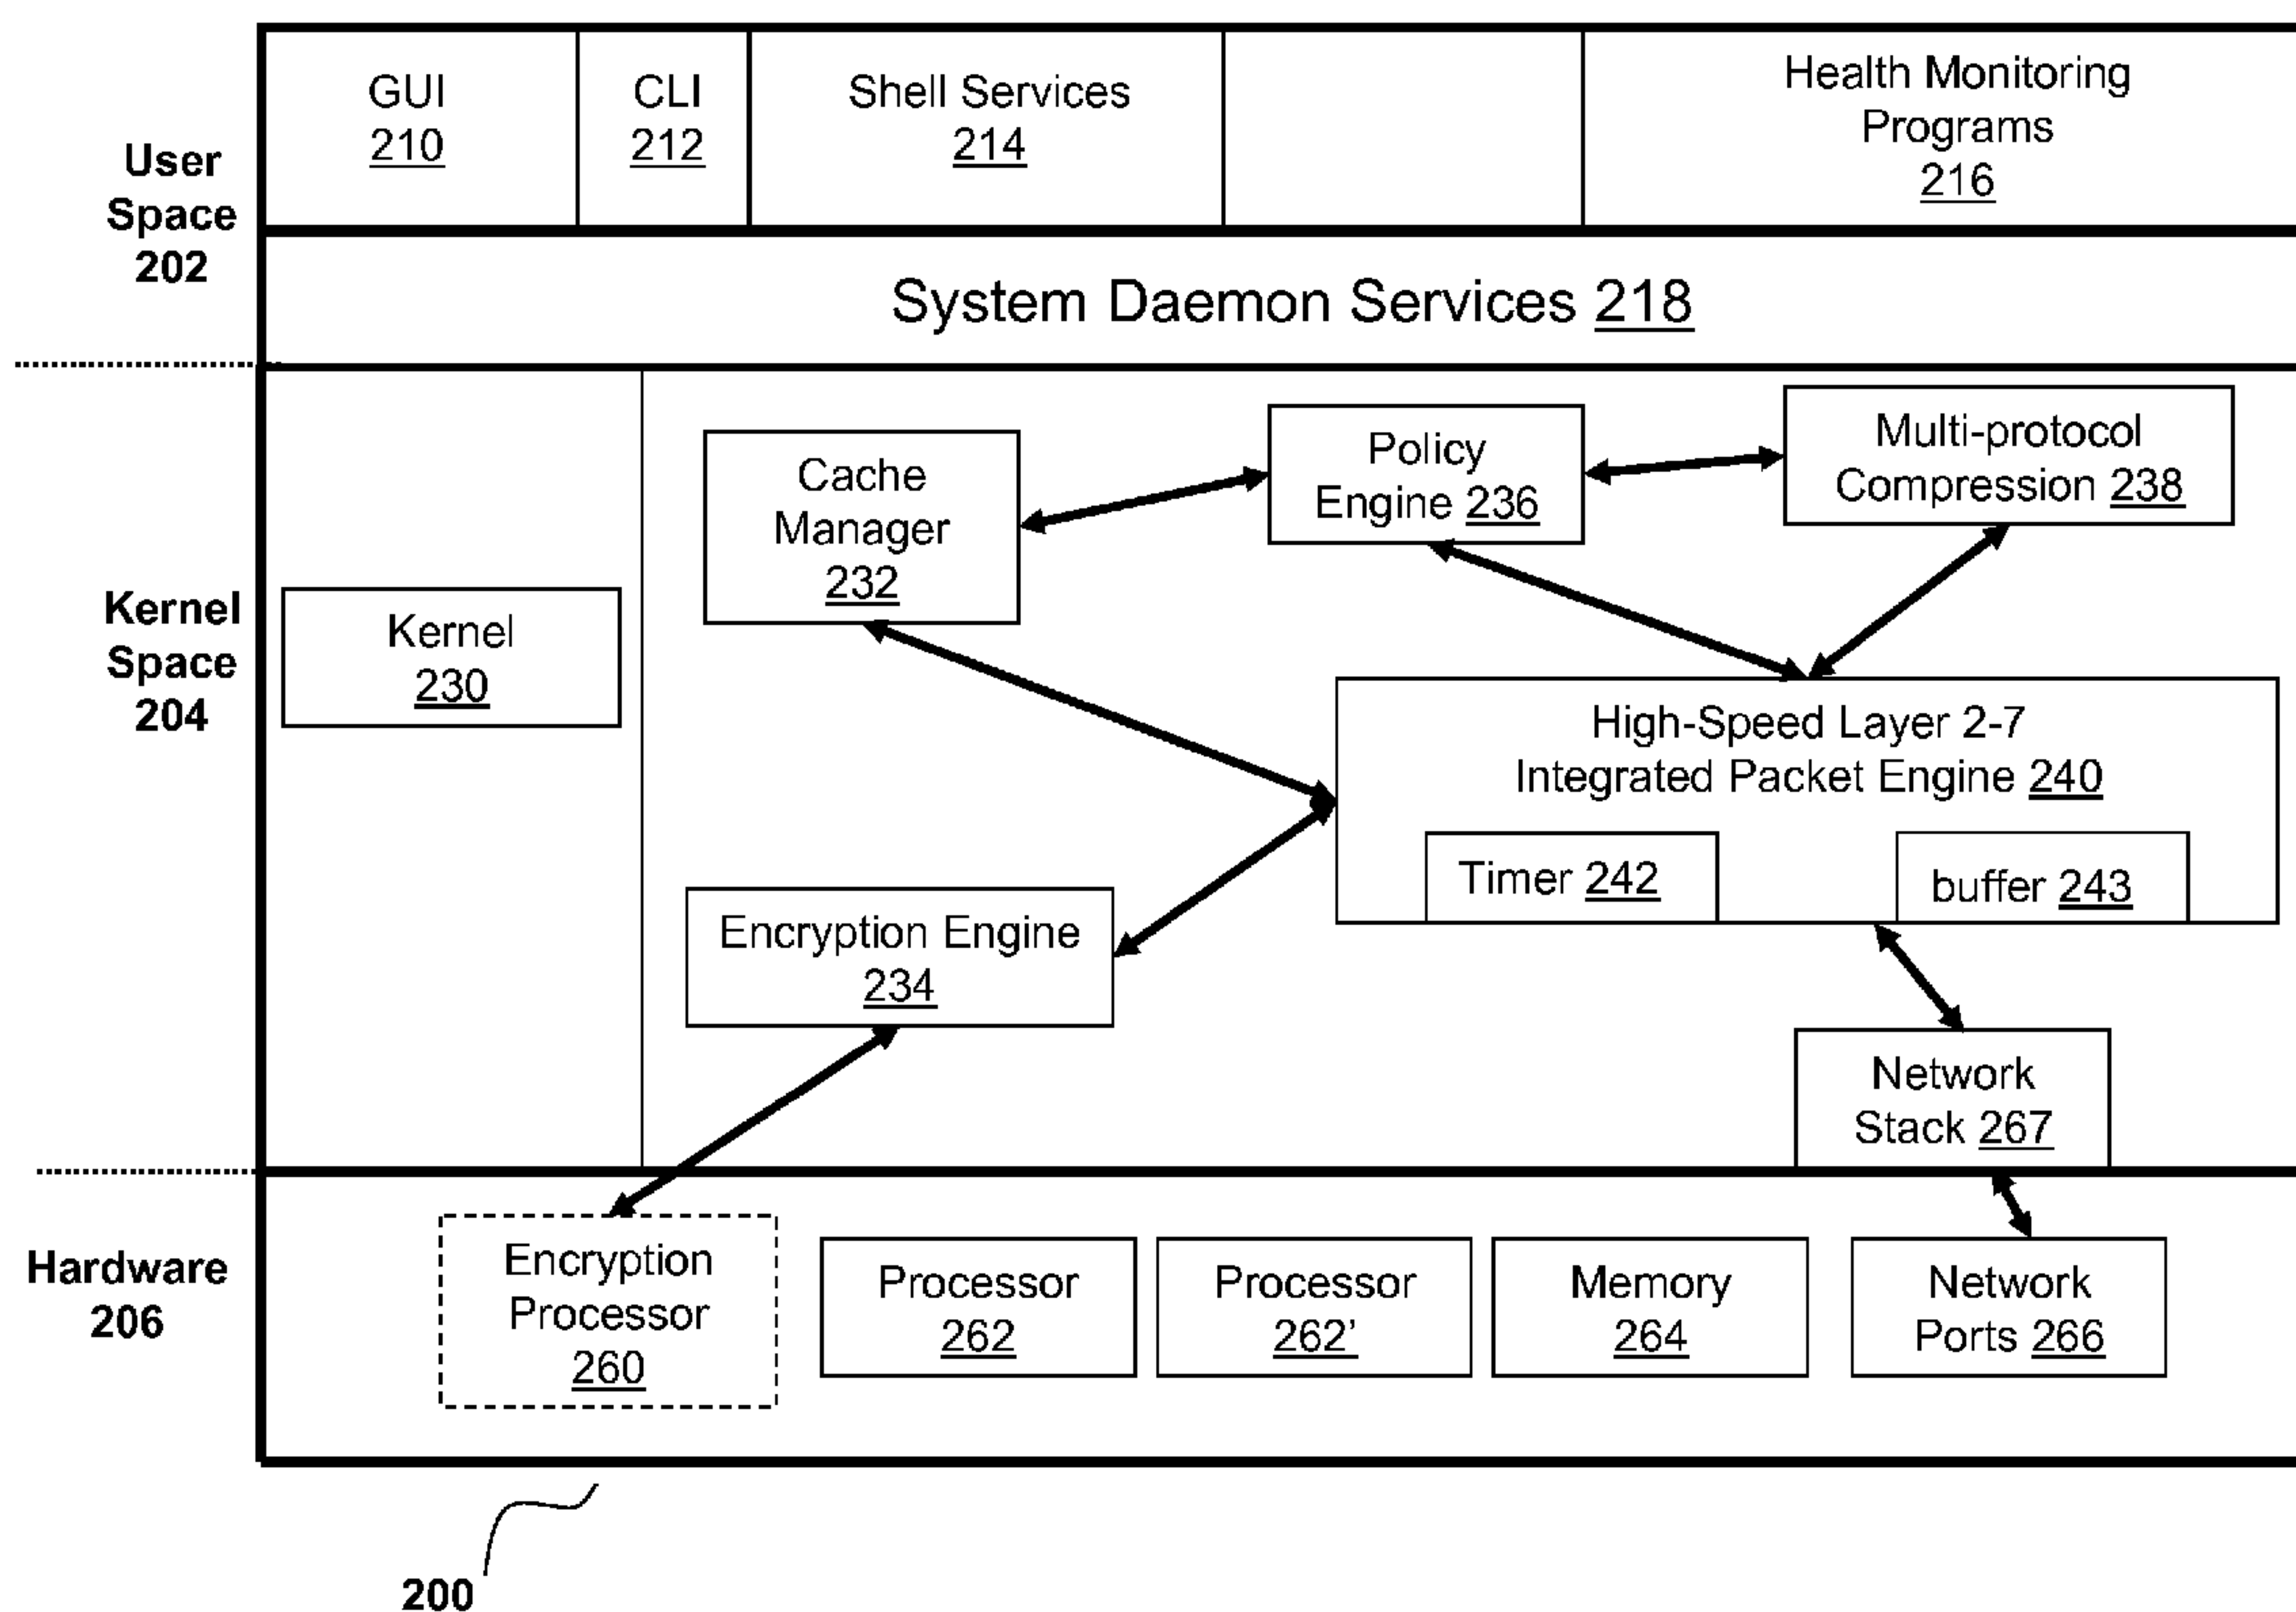 GUI
210
CLI
212
Shell Services
214
Health Monitoring
Programs
216
User
Space
202
System Daemon Services 218
Cache
Manager
232
Policy
Engine 236
Multi-protocol
Compression 238
Kernel
Space
204
Kernel
230
High-Speed Layer 2-7
Integrated Packet Engine 240
Timer 242
buffer 243
Encryption Engine
234
Network
Stack 267
Hardware
206
Encryption
Processor
260
Processor
262
Processor
262’
Memory
264
Network
Ports 266
200